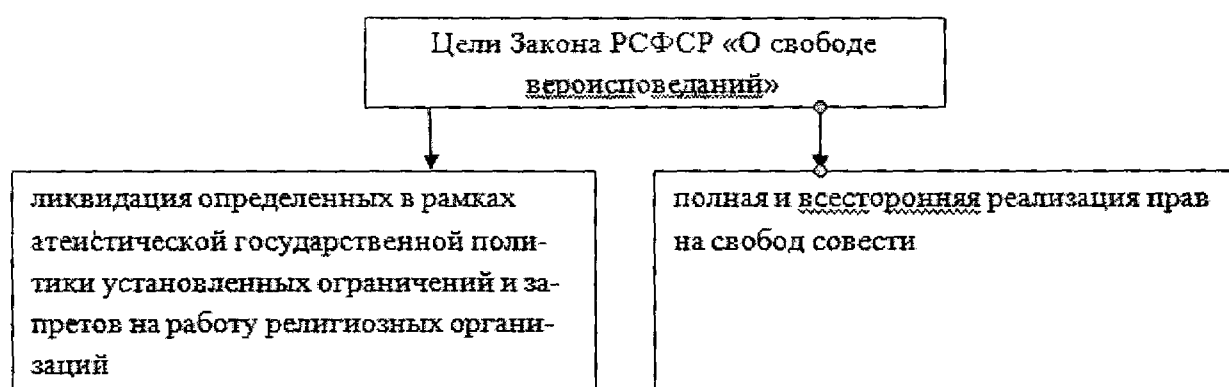 Цели Закона РСФСР «О свободе
вероисповеданий»
ликвидация определенных в рамках
атеистической государственной поли-
тики установленных ограничений и за-
претов на работу религиозных органи-
заций
полная и всесторонняя реализация прав
на свобод совести